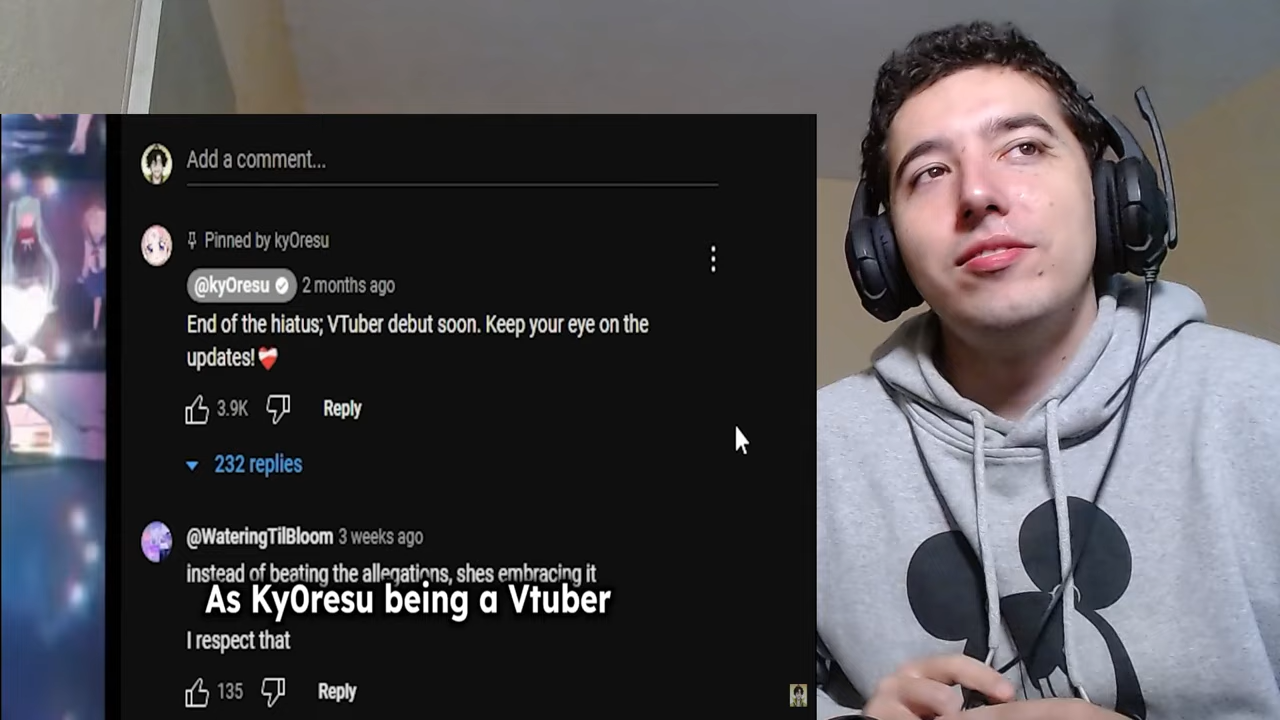 Add a comment...
Pinned by kyOresu
@kyOresu 2 months ago
End of the hiatus; VTuber debut soon. Keep your eye on the
updates!❤️‍🩹
3.9K Reply
232 replies
@WateringTilBloom 3 weeks ago
instead of beating the allegations, shes embracing it
As Ky0resu being a Vtuber
I respect that
135 Reply